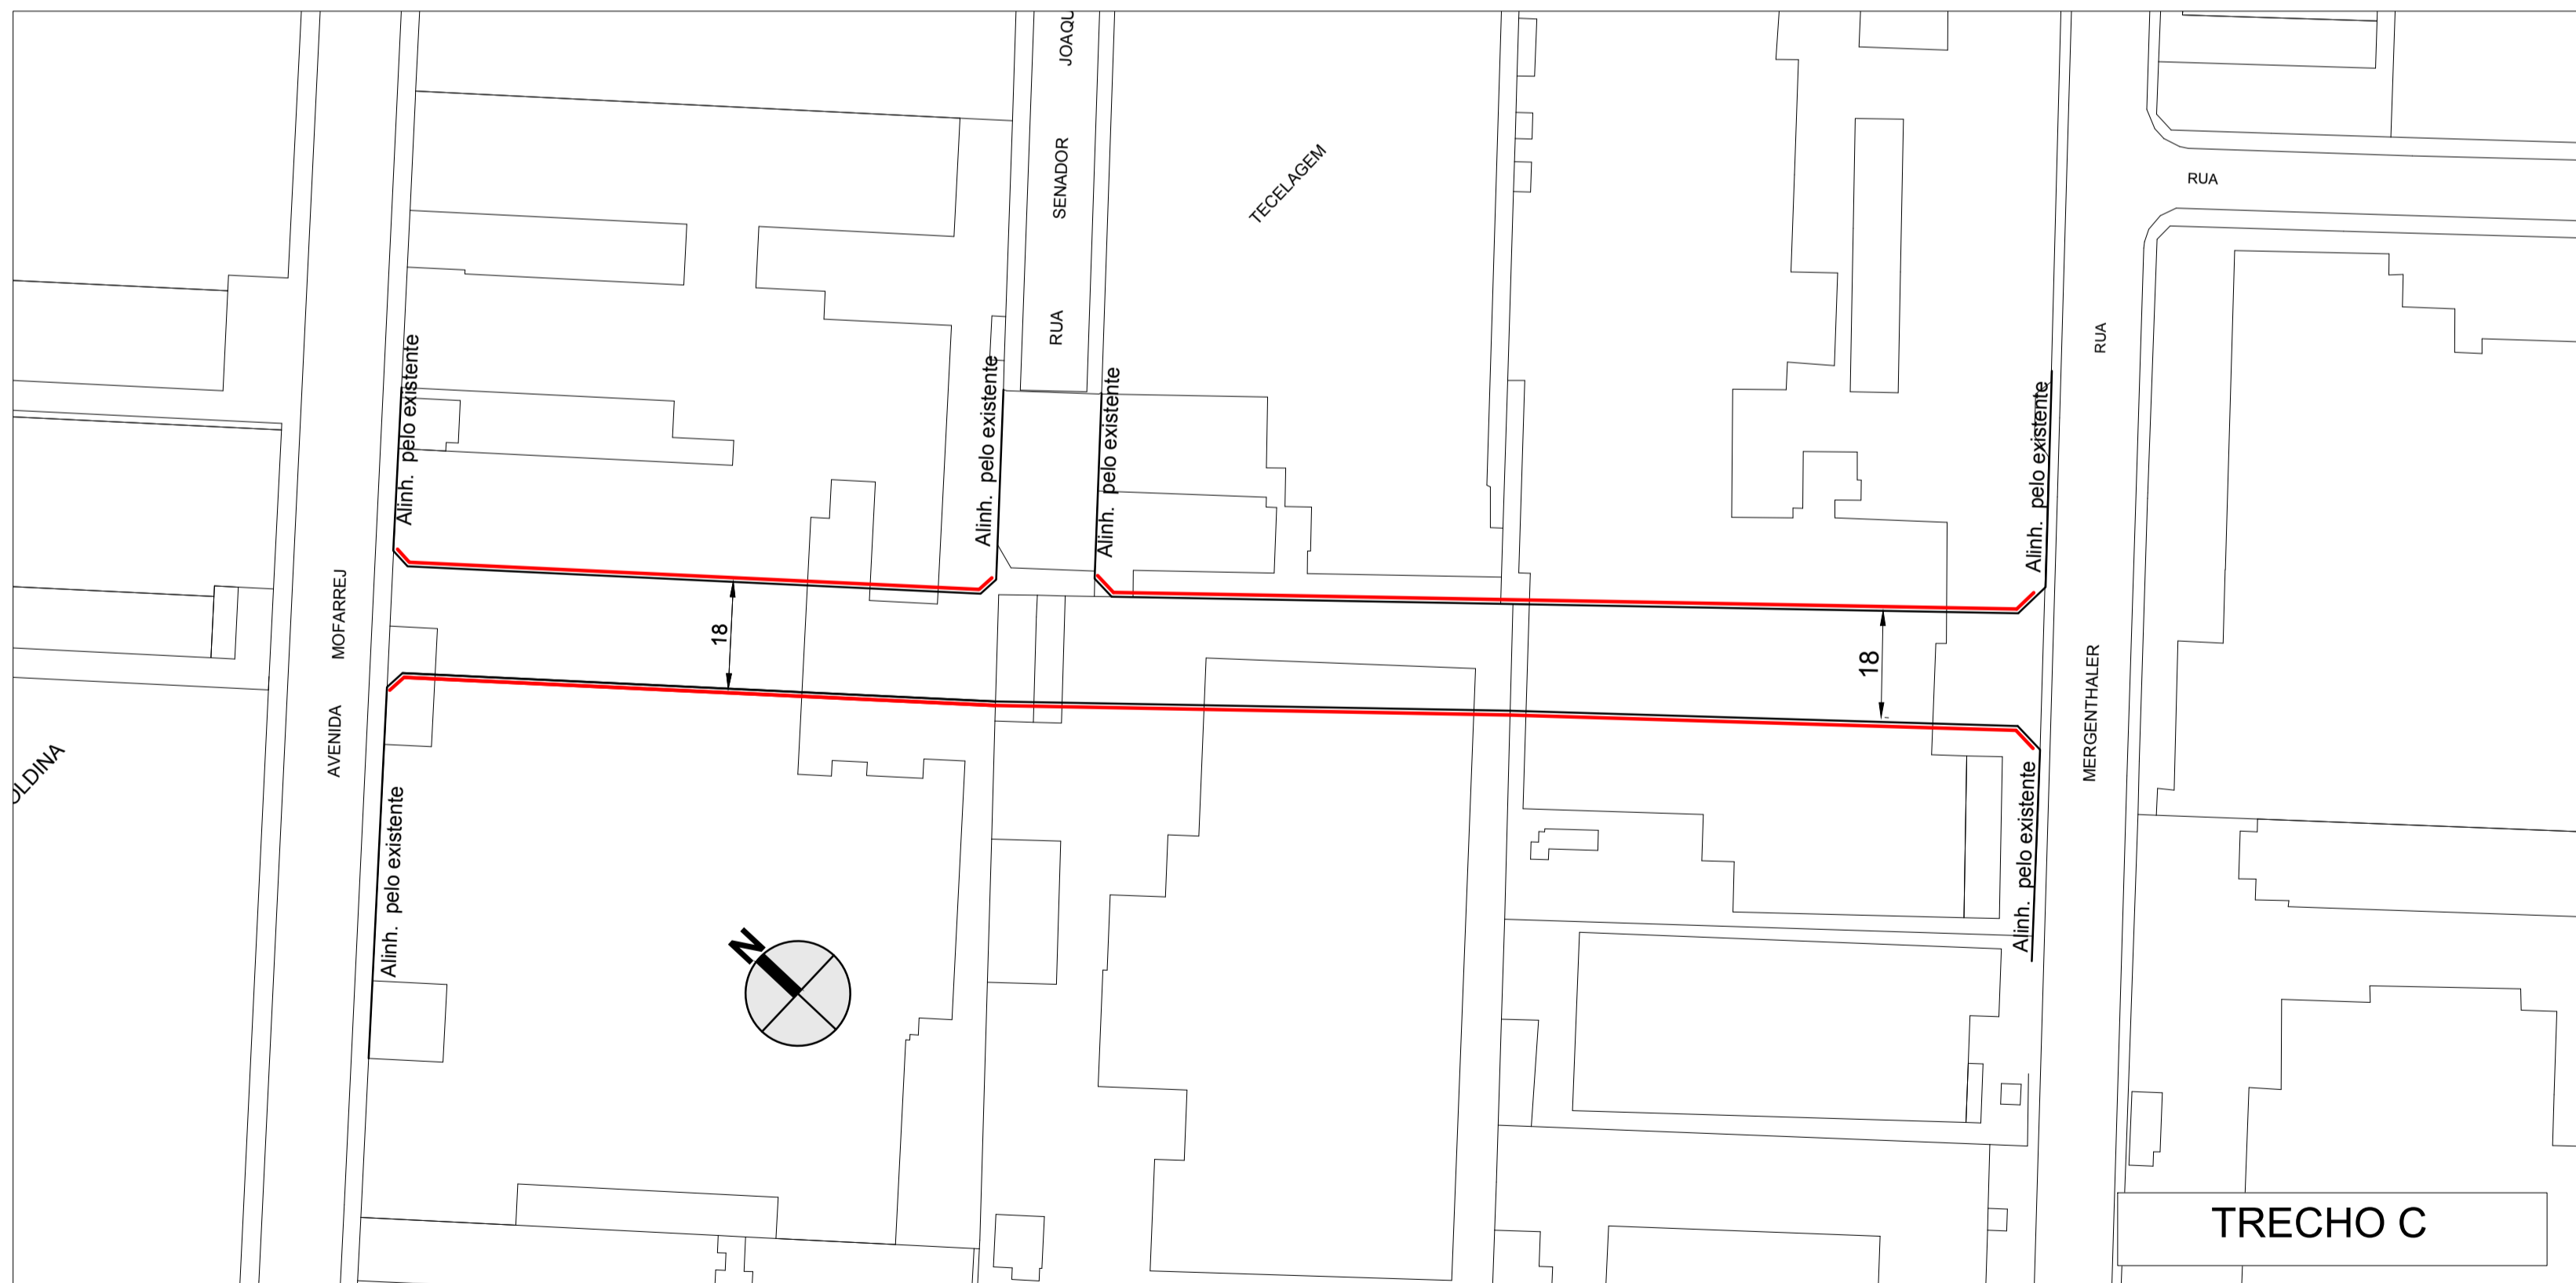 RUA SENADOR JOAQU
TECELAGEM
RUA
RUA MERGENTHALER
Alinh. pelo existente
Alinh. pelo existente
Alinh. pelo existente
Alinh. pelo existente
AVENIDA MOFARREJ
18
18
OLDINA
Alinh. pelo existente
Alinh. pelo existente
N
TRECHO C